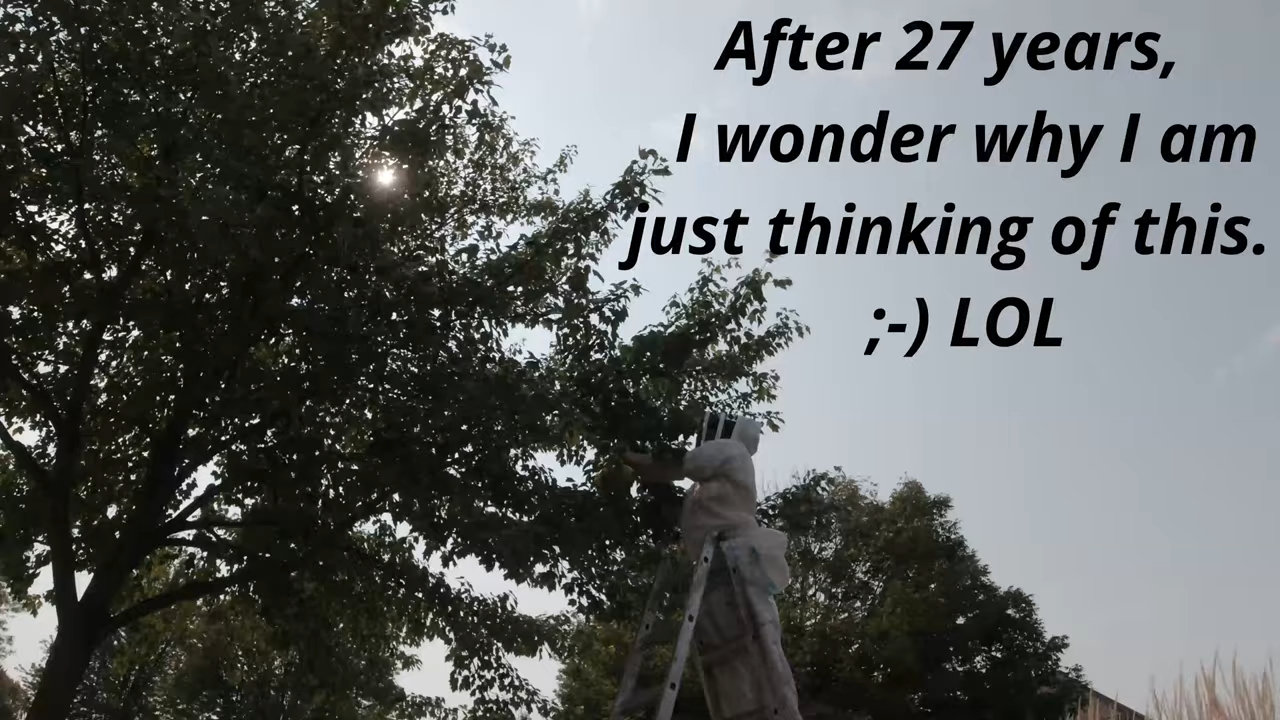 After 27 years,
I wonder why I am
just thinking of this.
;-) LOL